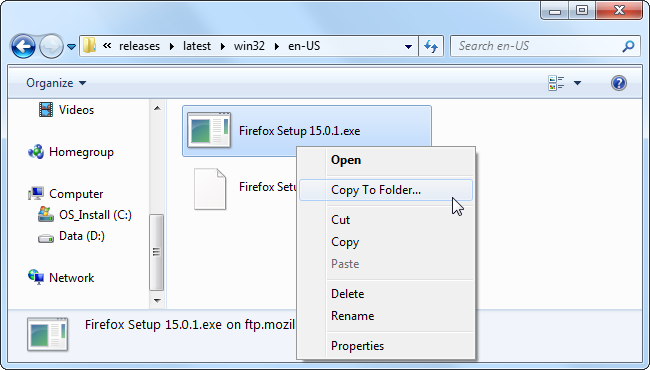 « releases ▸ latest ▸ win32 ▸ en-US
Search en-US
Organize
Videos
Homegroup
Computer
OS_Install (C:)
Data (D:)
Network
Firefox Setup 15.0.1.exe
Firefox Setu
Open
Copy To Folder...
Cut
Copy
Paste
Delete
Rename
Properties
Firefox Setup 15.0.1.exe on ftp.mozil